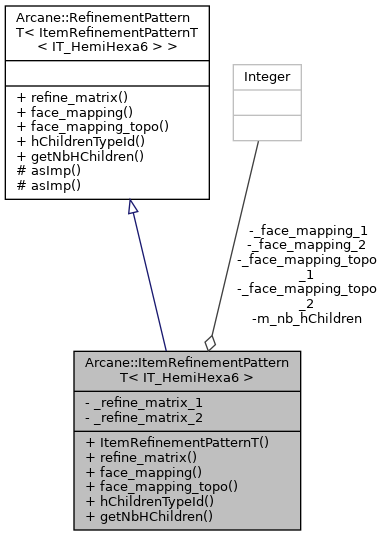 Arcane::RefinementPattern
T< ItemRefinementPatternT
< IT_HemiHexa6 > >
+ refine_matrix()
+ face_mapping()
+ face_mapping_topo()
+ hChildrenTypeId()
+ getNbHChildren()
# asImp()
# asImp()
Integer
-_face_mapping_1
-_face_mapping_2
-_face_mapping_topo
_1
-_face_mapping_topo
_2
-m_nb_hChildren
Arcane::ItemRefinementPattern
T< IT_HemiHexa6 >
- _refine_matrix_1
- _refine_matrix_2
+ ItemRefinementPatternT()
+ refine_matrix()
+ face_mapping()
+ face_mapping_topo()
+ hChildrenTypeId()
+ getNbHChildren()